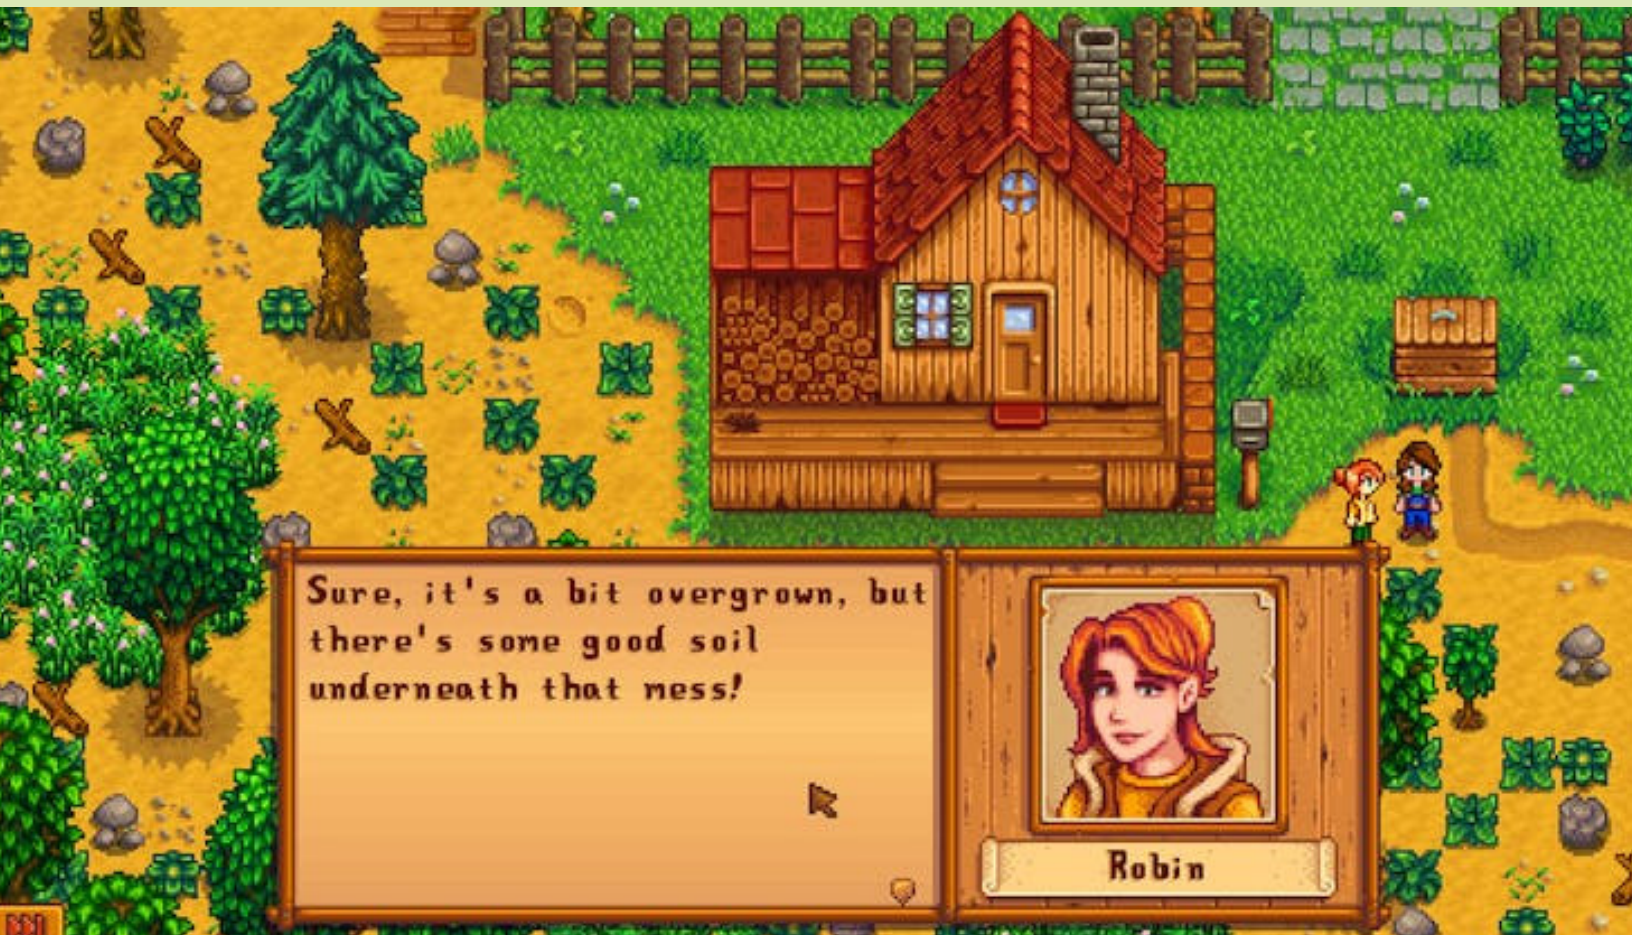 Sure, it's a bit overgrown, but
there's some good soil
underneath that mess!
Robin